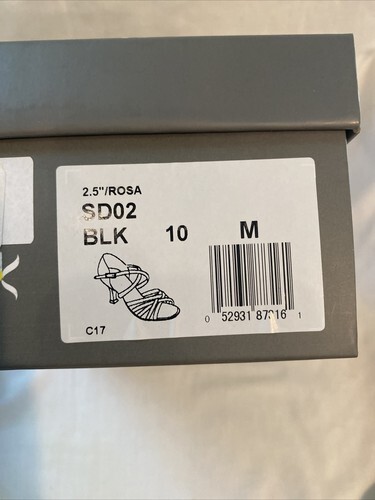 2.5"/ROSA
SD02
BLK 10 M
0 52931 87316 1
C17